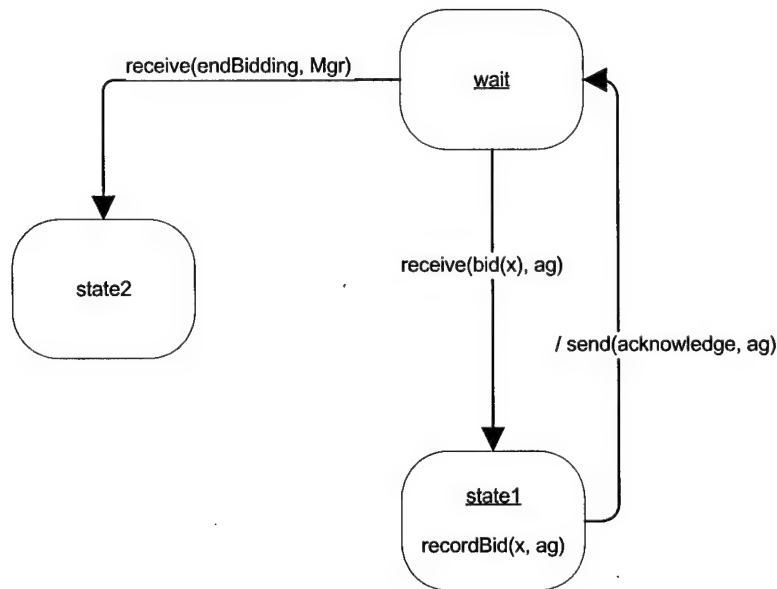 receive(endBidding, Mgr)
wait
state2
receive(bid(x), ag)
/ send(acknowledge, ag)
state1
recordBid(x, ag)